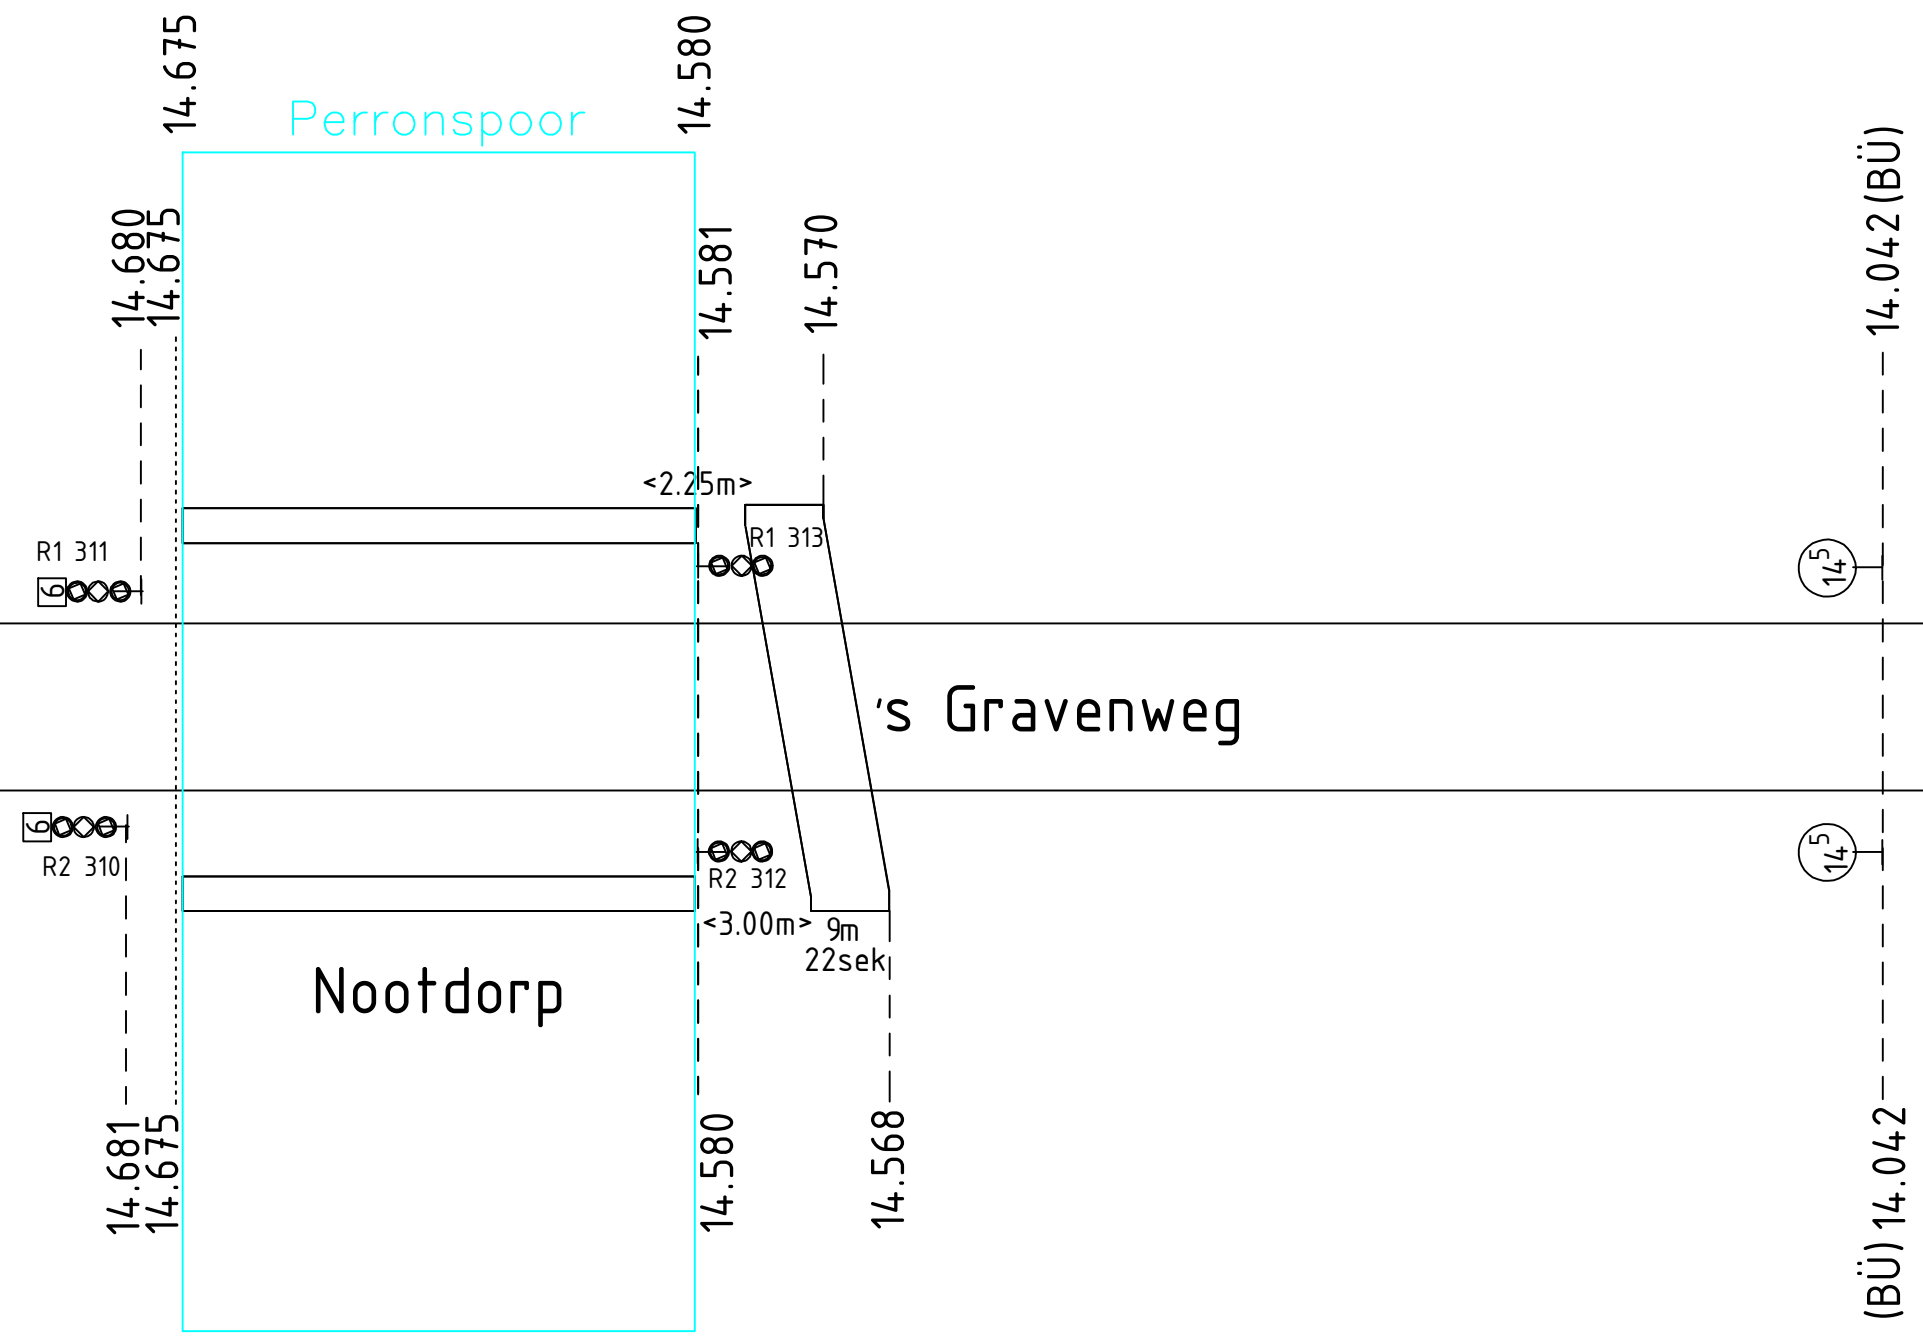 14.675
14.580
Perronspoor
14.680
14.675
14.581
14.570
14.042 (BÜ)
<2.25m>
R1 313
R1 311
6
14 5
's Gravenweg
6
R2 310
R2 312
14 5
<3.00m>
9m
22sek
Nootdorp
14.681
14.675
14.580
14.568
(BÜ) 14.042